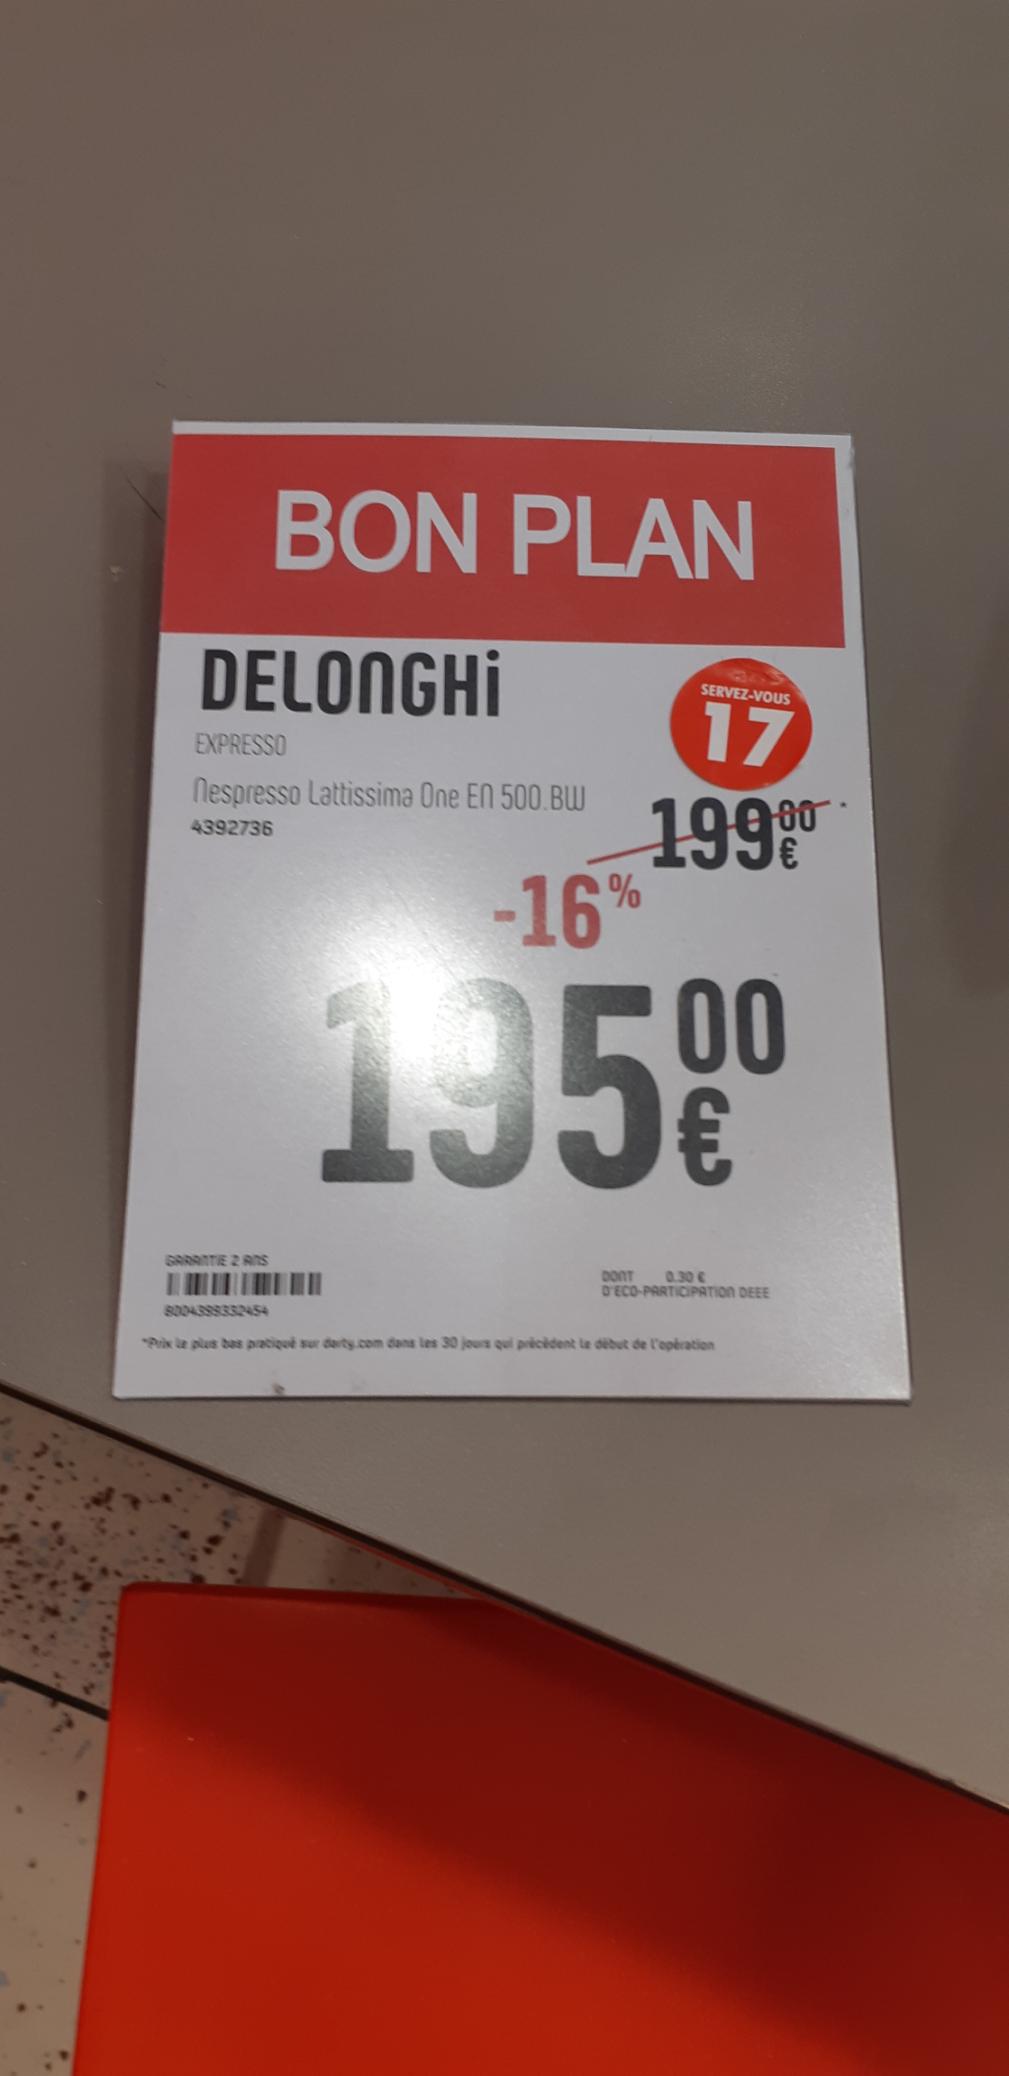 BON PLAN
DELONGHi
SERVEZ-VOUS
17
EXPRESSO
Nespresso Lattissima One EN 500.BW
4392736
199€00 *
-16%
195€00
GARANTIE 2 ANS
8004399332454
DONT 0.30 €
D'ECO-PARTICIPATION DEEE
*Prix le plus bas pratiqué sur darty.com dans les 30 jours qui précèdent le début de l'opération